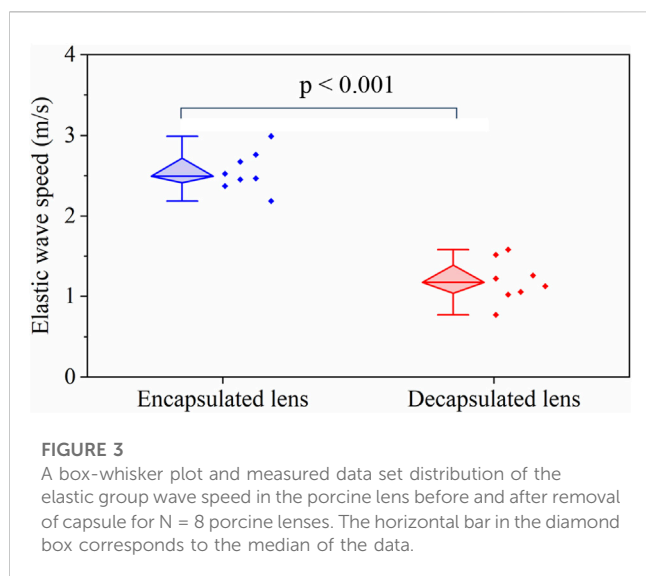 4
3
2
1
0
Elastic wave speed (m/s)
p < 0.001
Encapsulated lens
Decapsulated lens
FIGURE 3
A box-whisker plot and measured data set distribution of the
elastic group wave speed in the porcine lens before and after removal
of capsule for N = 8 porcine lenses. The horizontal bar in the diamond
box corresponds to the median of the data.